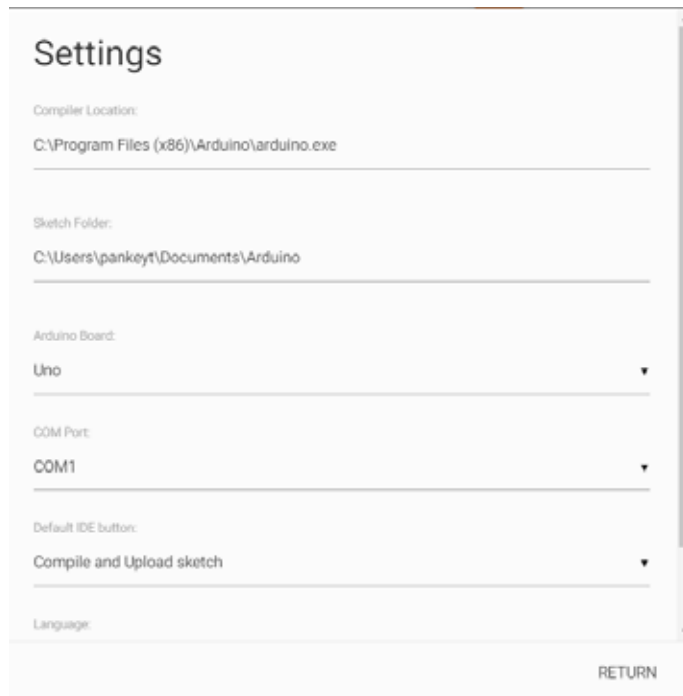 Settings
Compiler Location:
C:\Program Files (x86)\Arduino\arduino.exe
Sketch Folder:
C:\Users\pankeyt\Documents\Arduino
Arduino Board:
Uno
COM Port:
COM1
Default IDE button:
Compile and Upload sketch
Language:
RETURN